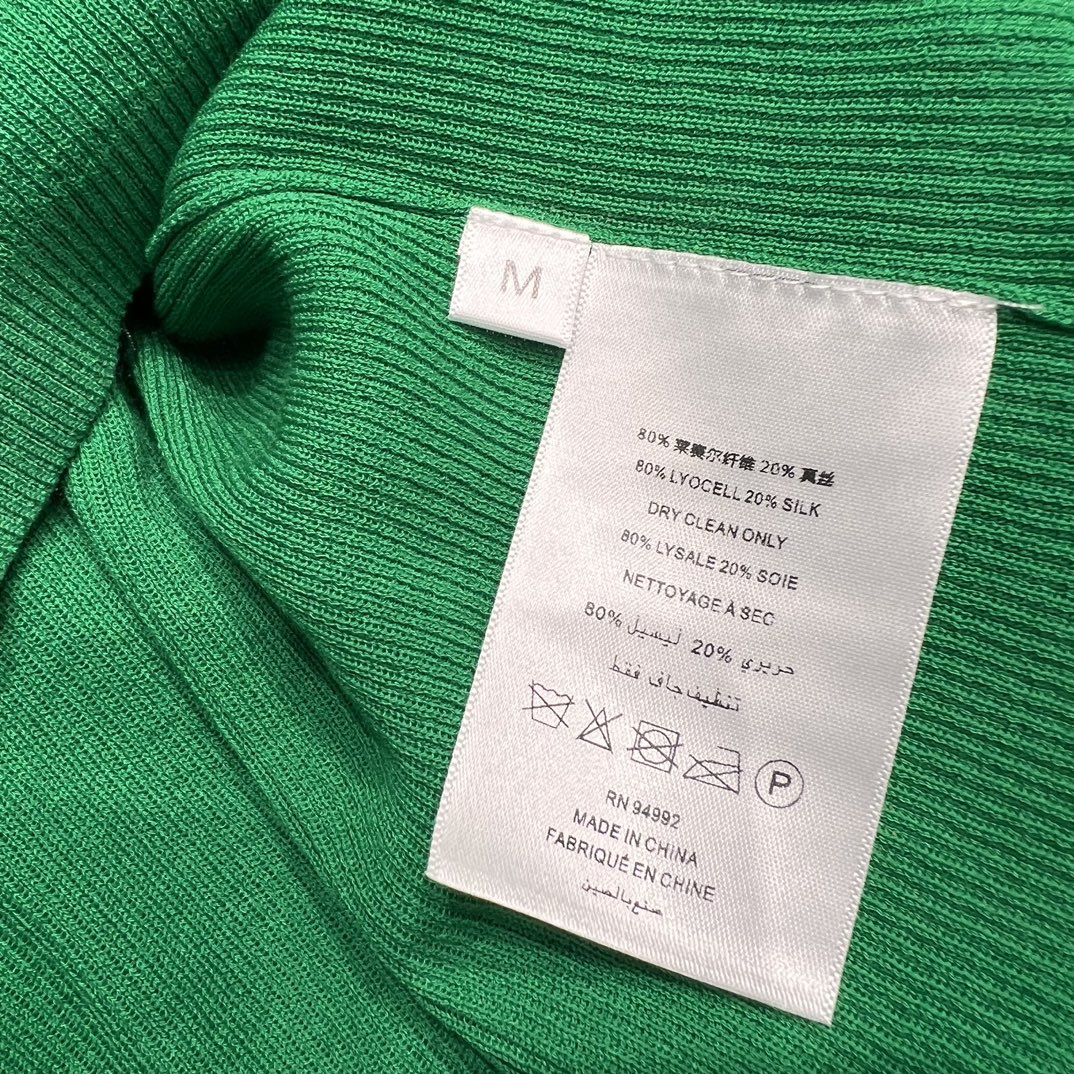 M
80% 莱赛尔纤维 20% 真丝
80% LYOCELL 20% SILK
DRY CLEAN ONLY
80% LYSALE 20% SOIE
NETTOYAGE À SEC
80% ليسيل 20% حريري
تنظيف جاف فقط
P
RN 94992
MADE IN CHINA
FABRIQUÉ EN CHINE
صنع بالصين